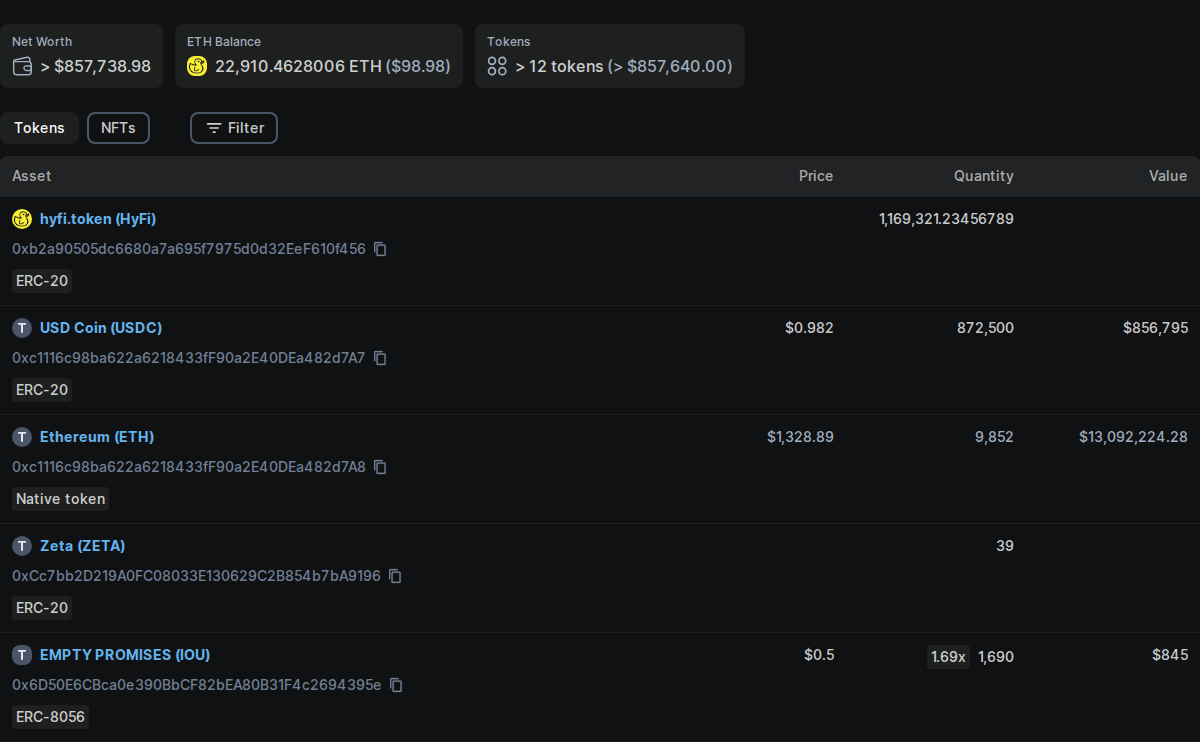 Net Worth
> $857,738.98
ETH Balance
22,910.4628006 ETH ($98.98)
Tokens
> 12 tokens (> $857,640.00)
Tokens NFTs Filter
Asset Price Quantity Value
hyfi.token (HyFi) 1,169,321.23456789
0xb2a90505dc6680a7a695f7975d0d32EeF610f456
ERC-20
T USD Coin (USDC) $0.982 872,500 $856,795
0xc1116c98ba622a6218433fF90a2E40DEa482d7A7
ERC-20
T Ethereum (ETH) $1,328.89 9,852 $13,092,224.28
0xc1116c98ba622a6218433fF90a2E40DEa482d7A8
Native token
T Zeta (ZETA) 39
0xCc7bb2D219A0FC08033E130629C2B854b7bA9196
ERC-20
T EMPTY PROMISES (IOU) $0.5 1.69x 1,690 $845
0x6D50E6CBca0e390BbCF82bEA80B31F4c2694395e
ERC-8056